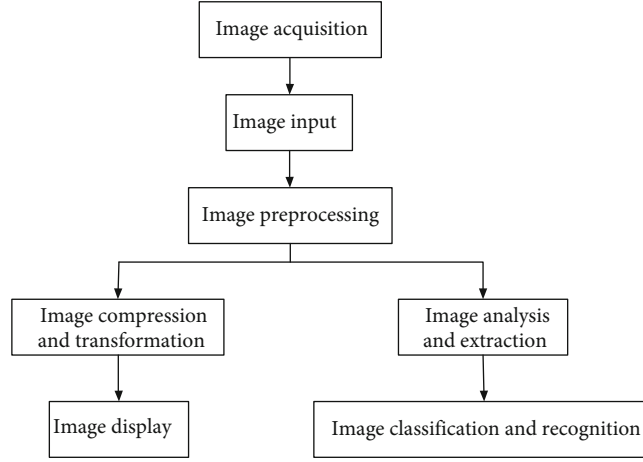 Image acquisition
Image input
Image preprocessing
Image compression
and transformation
Image analysis
and extraction
Image display
Image classification and recognition